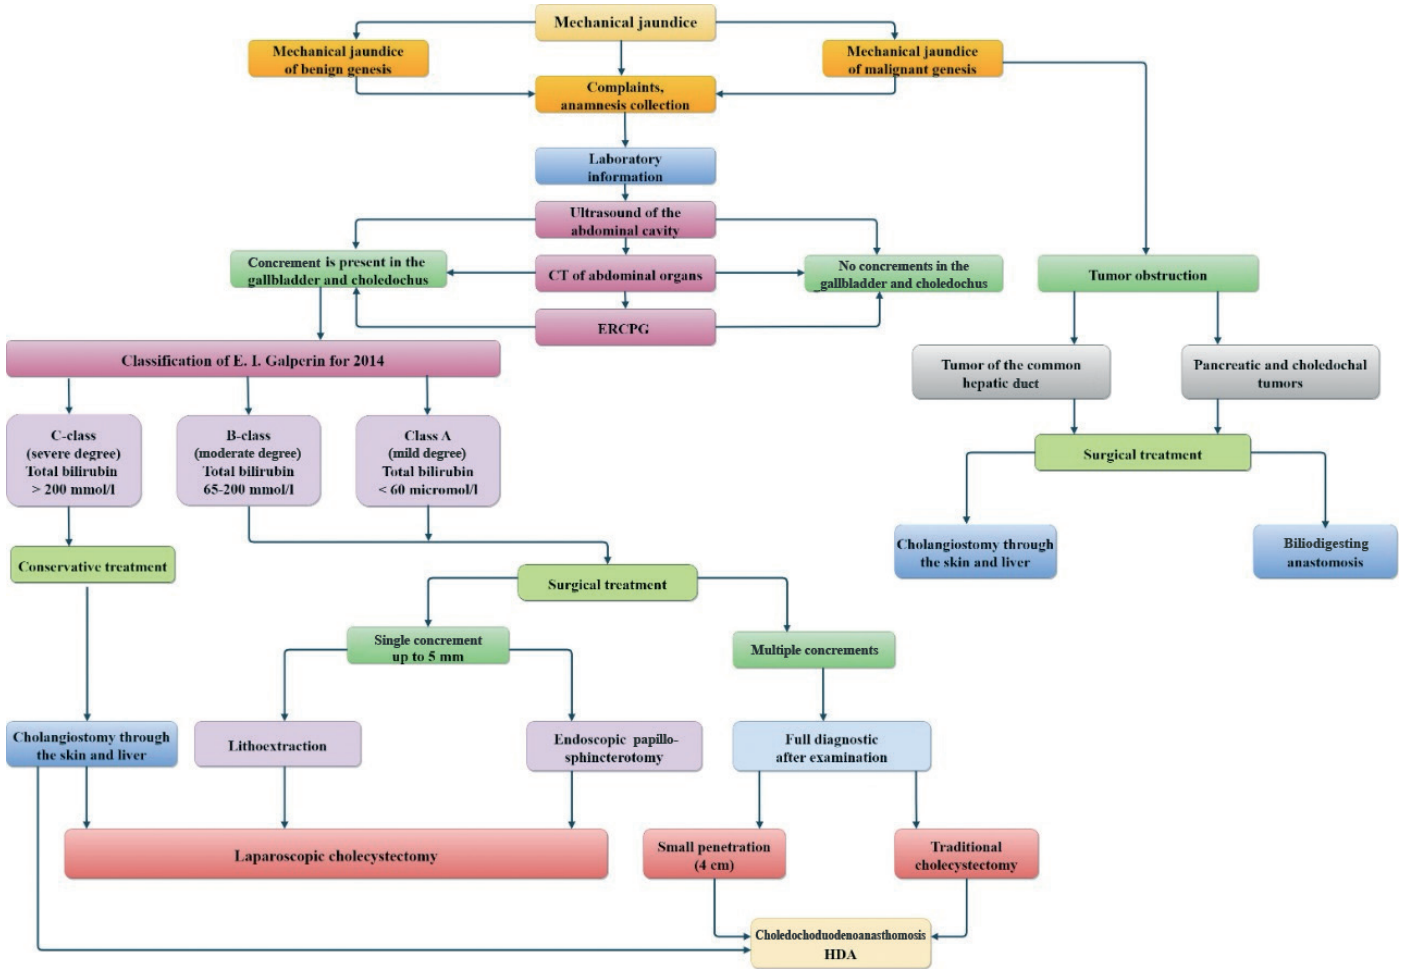 Mechanical jaundice
Mechanical jaundice
of benign genesis
Mechanical jaundice
of malignant genesis
Complaints,
anamnesis collection
Laboratory
information
Ultrasound of the
abdominal cavity
Concrement is present in the
gallbladder and choledochus
CT of abdominal organs
No concrements in the
gallbladder and choledochus
Tumor obstruction
ERCPG
Classification of E. I. Galperin for 2014
Tumor of the common
hepatic duct
Pancreatic and choledochal
tumors
C-class
(severe degree)
Total bilirubin
> 200 mmol/l
B-class
(moderate degree)
Total bilirubin
65-200 mmol/l
Class A
(mild degree)
Total bilirubin
< 60 micromol/l
Surgical treatment
Cholangiostomy through
the skin and liver
Biliodigesting
anastomosis
Conservative treatment
Surgical treatment
Single concrement
up to 5 mm
Multiple concrements
Cholangiostomy through
the skin and liver
Lithoextraction
Endoscopic papillo-
sphincterotomy
Full diagnostic
after examination
Laparoscopic cholecystectomy
Small penetration
(4 cm)
Traditional
cholecystectomy
Choledochoduodenoanasthomosis
HDA